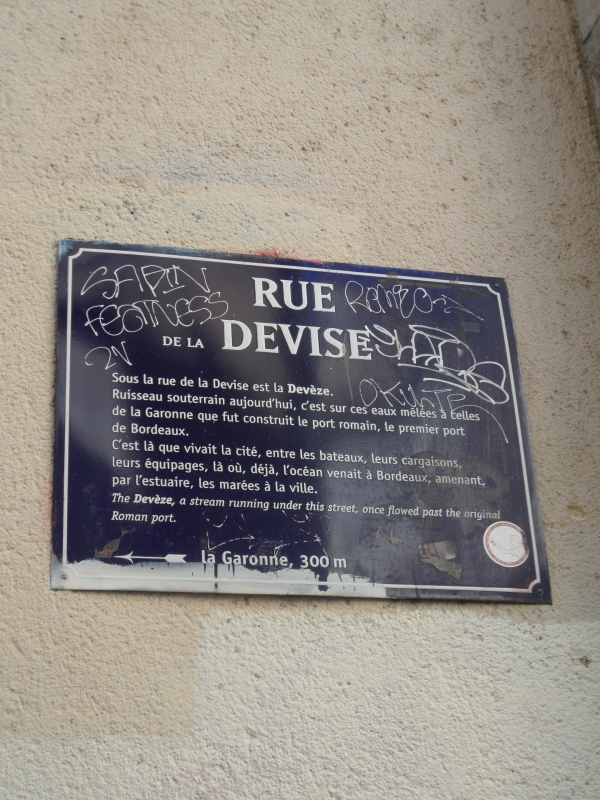 SAPIN
RUE
DE LA DEVISE
2N
Sous la rue de la Devise est la Devèze.
Ruisseau souterrain aujourd'hui, c'est sur ces eaux mêlées à celles
de la Garonne que fut construit le port romain, le premier port
de Bordeaux.
C'est là que vivait la cité, entre les bateaux, leurs cargaisons,
leurs équipages, là où, déjà, l'océan venait à Bordeaux, amenant,
par l'estuaire, les marées à la ville.
The Devèze, a stream running under this street, once flowed past the original
Roman port.
la Garonne, 300 m